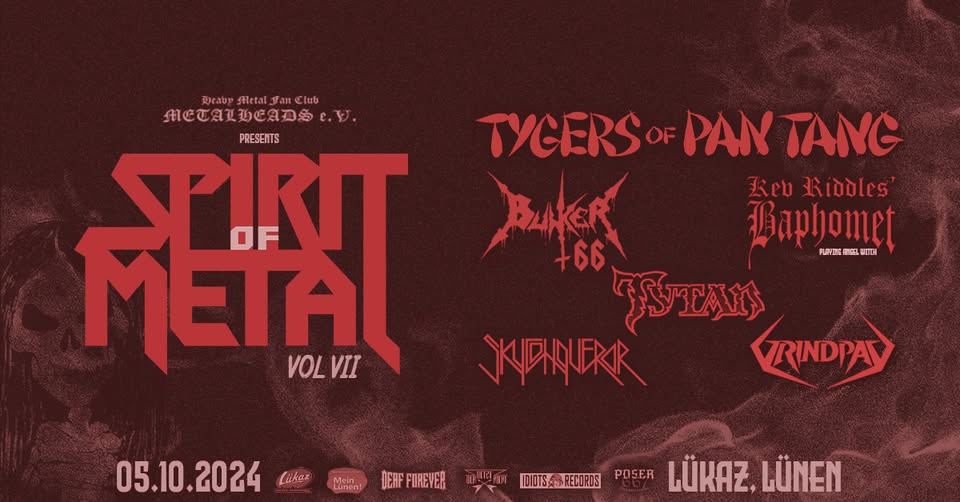 Heavy Metal Fan Club
METALHEADS e.V.
PRESENTS
SPIRIT
OF
METAL
VOL VII
TYGERS OF PAN TANG
BUNKER
66
Kev Riddles'
Baphomet
PLAYING ANGEL WITCH
TYTAN
SKYCONQUEROR
GRINDPAD
05.10.2024
Lükaz
Mein
Lünen!
DEAF FOREVER
IDIOTS RECORDS
POSER
667
LÜKAZ, LÜNEN